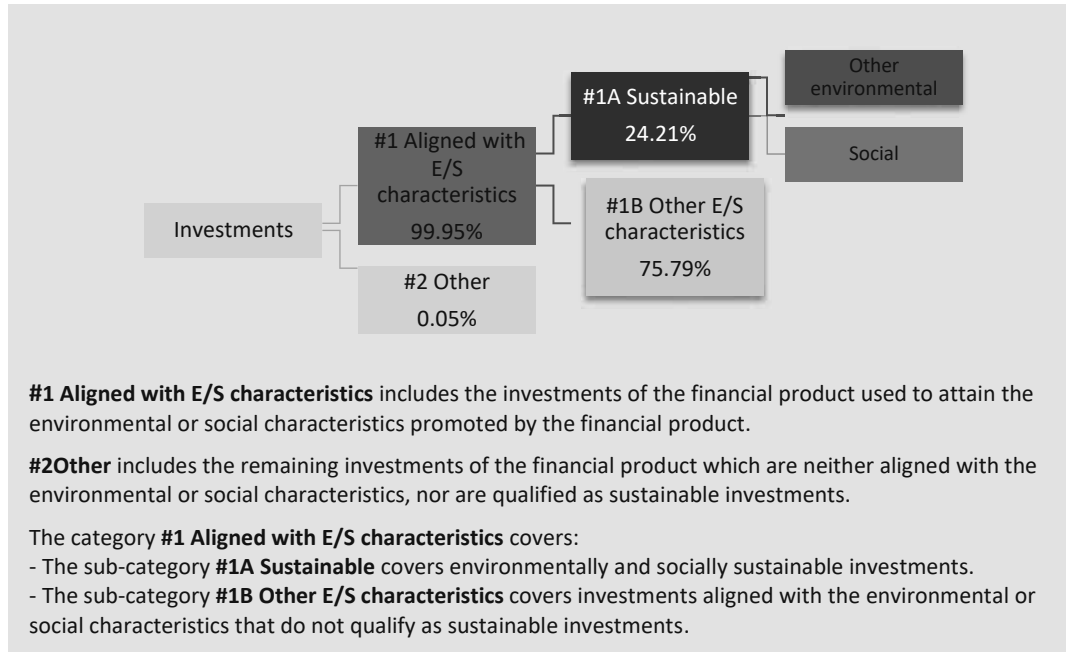 Investments
#1 Aligned with
E/S
characteristics
99.95%
#2 Other
0.05%
#1A Sustainable
24.21%
#1B Other E/S
characteristics
75.79%
Other
environmental
Social
#1 Aligned with E/S characteristics includes the investments of the financial product used to attain the
environmental or social characteristics promoted by the financial product.
#2Other includes the remaining investments of the financial product which are neither aligned with the
environmental or social characteristics, nor are qualified as sustainable investments.
The category #1 Aligned with E/S characteristics covers:
- The sub-category #1A Sustainable covers environmentally and socially sustainable investments.
- The sub-category #1B Other E/S characteristics covers investments aligned with the environmental or
social characteristics that do not qualify as sustainable investments.